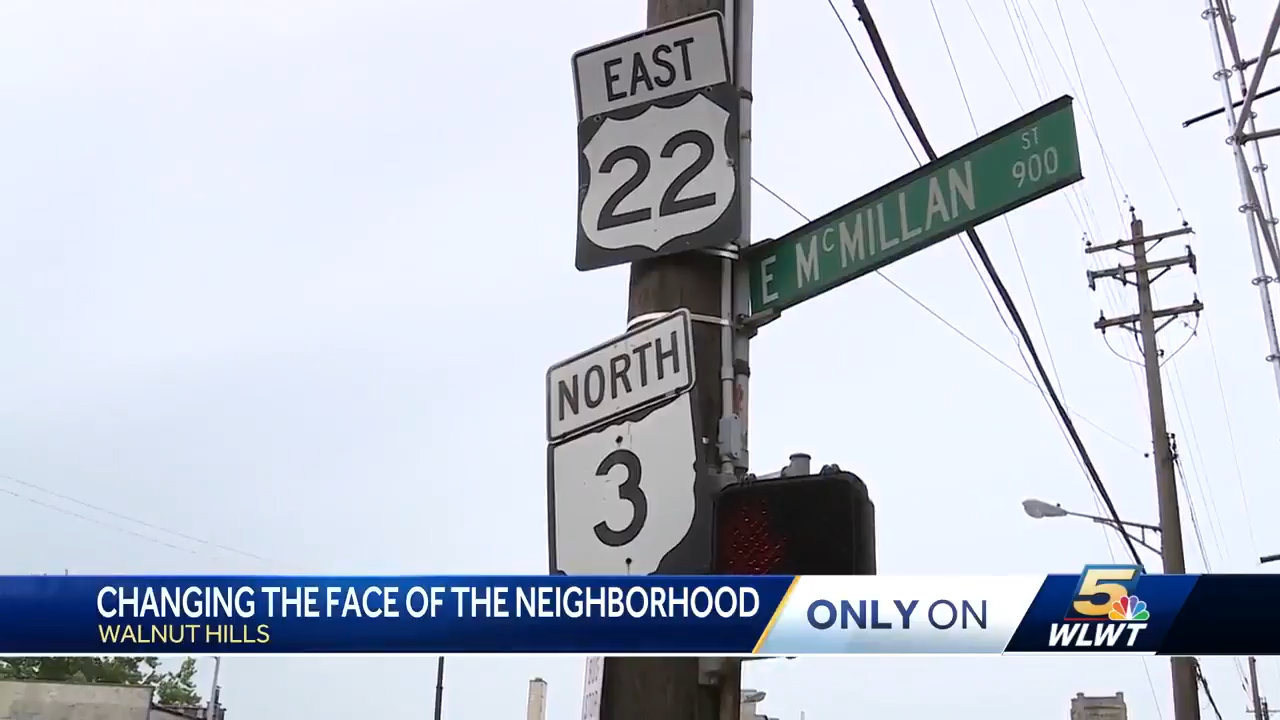 EAST
22
E McMILLAN ST 900
NORTH
3
CHANGING THE FACE OF THE NEIGHBORHOOD
WALNUT HILLS
ONLY ON
5
WLWT